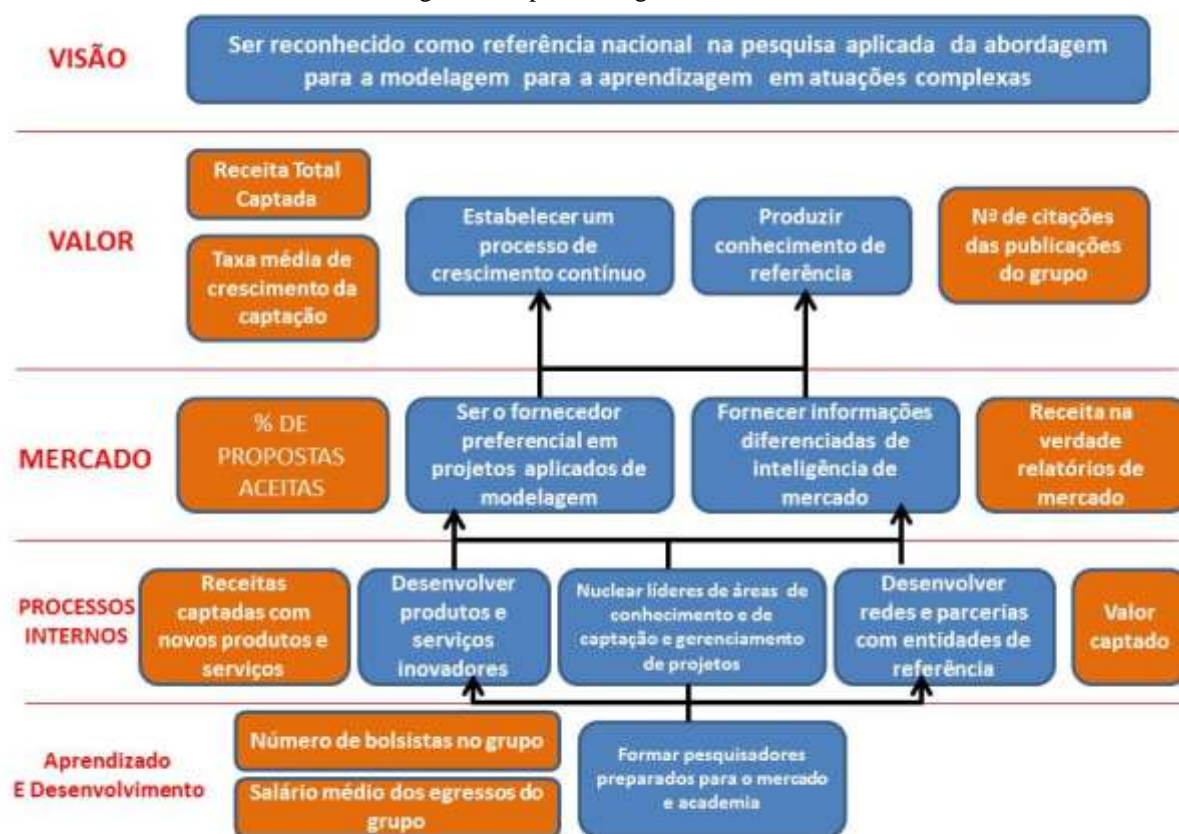 VISÃO
Ser reconhecido como referência nacional na pesquisa aplicada da abordagem
para a modelagem para a aprendizagem em atuações complexas
VALOR
Receita Total
Captada
Taxa média de
crescimento da
captação
Estabelecer um
processo de
crescimento contínuo
Produzir
conhecimento de
referência
Nª de citações
das publicações
do grupo
MERCADO
% DE
PROPOSTAS
ACEITAS
Ser o fornecedor
preferencial em
projetos aplicados de
modelagem
Fornecer informações
diferenciadas de
inteligência de
mercado
Receita na
verdade
relatórios de
mercado
PROCESSOS
INTERNOS
Receitas
captadas com
novos produtos e
serviços
Desenvolver
produtos e
serviços
inovadores
Nuclear líderes de áreas de
conhecimento e de
captação e gerenciamento
de projetos
Desenvolver
redes e parcerias
com entidades de
referência
Valor
captado
Aprendizado
E Desenvolvimento
Número de bolsistas no grupo
Salário médio dos egressos do
grupo
Formar pesquisadores
preparados para o mercado
e academia